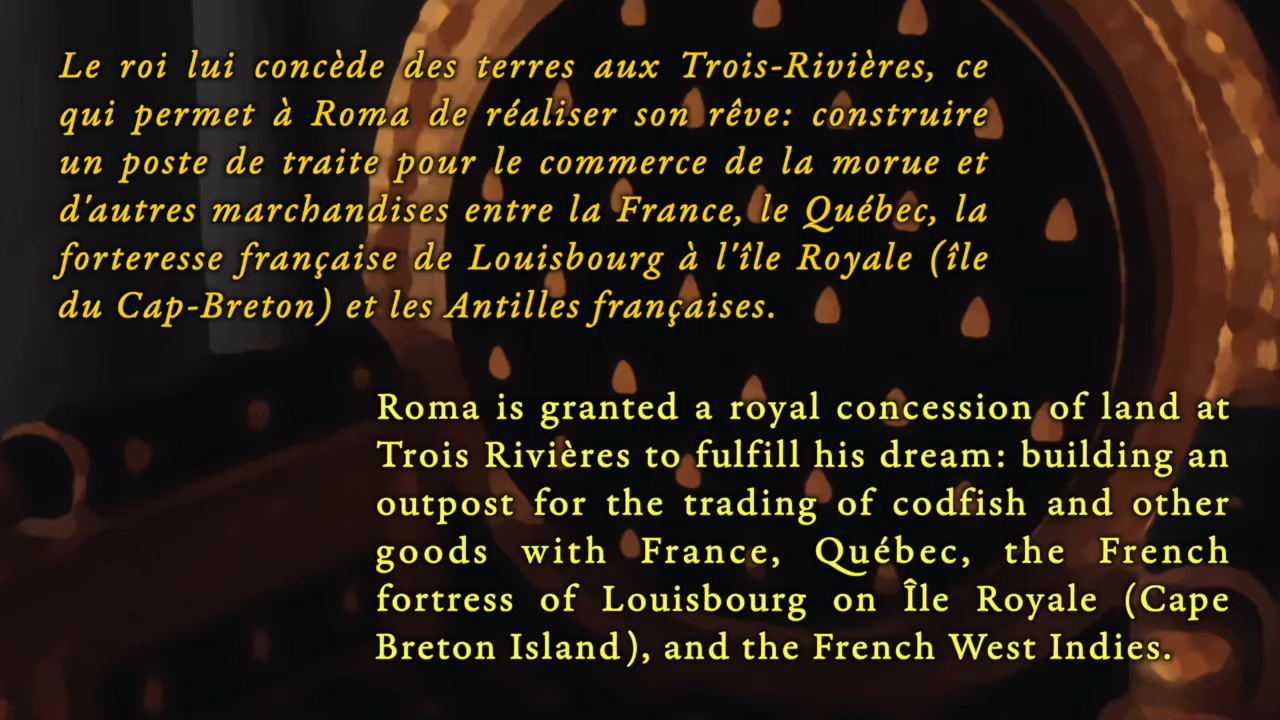 Le roi lui concède des terres aux Trois-Rivières, ce
qui permet à Roma de réaliser son rêve: construire
un poste de traite pour le commerce de la morue et
d'autres marchandises entre la France, le Québec, la
forteresse française de Louisbourg à l'île Royale (île
du Cap-Breton) et les Antilles françaises.
Roma is granted a royal concession of land at
Trois Rivières to fulfill his dream: building an
outpost for the trading of codfish and other
goods with France, Québec, the French
fortress of Louisbourg on Île Royale (Cape
Breton Island), and the French West Indies.